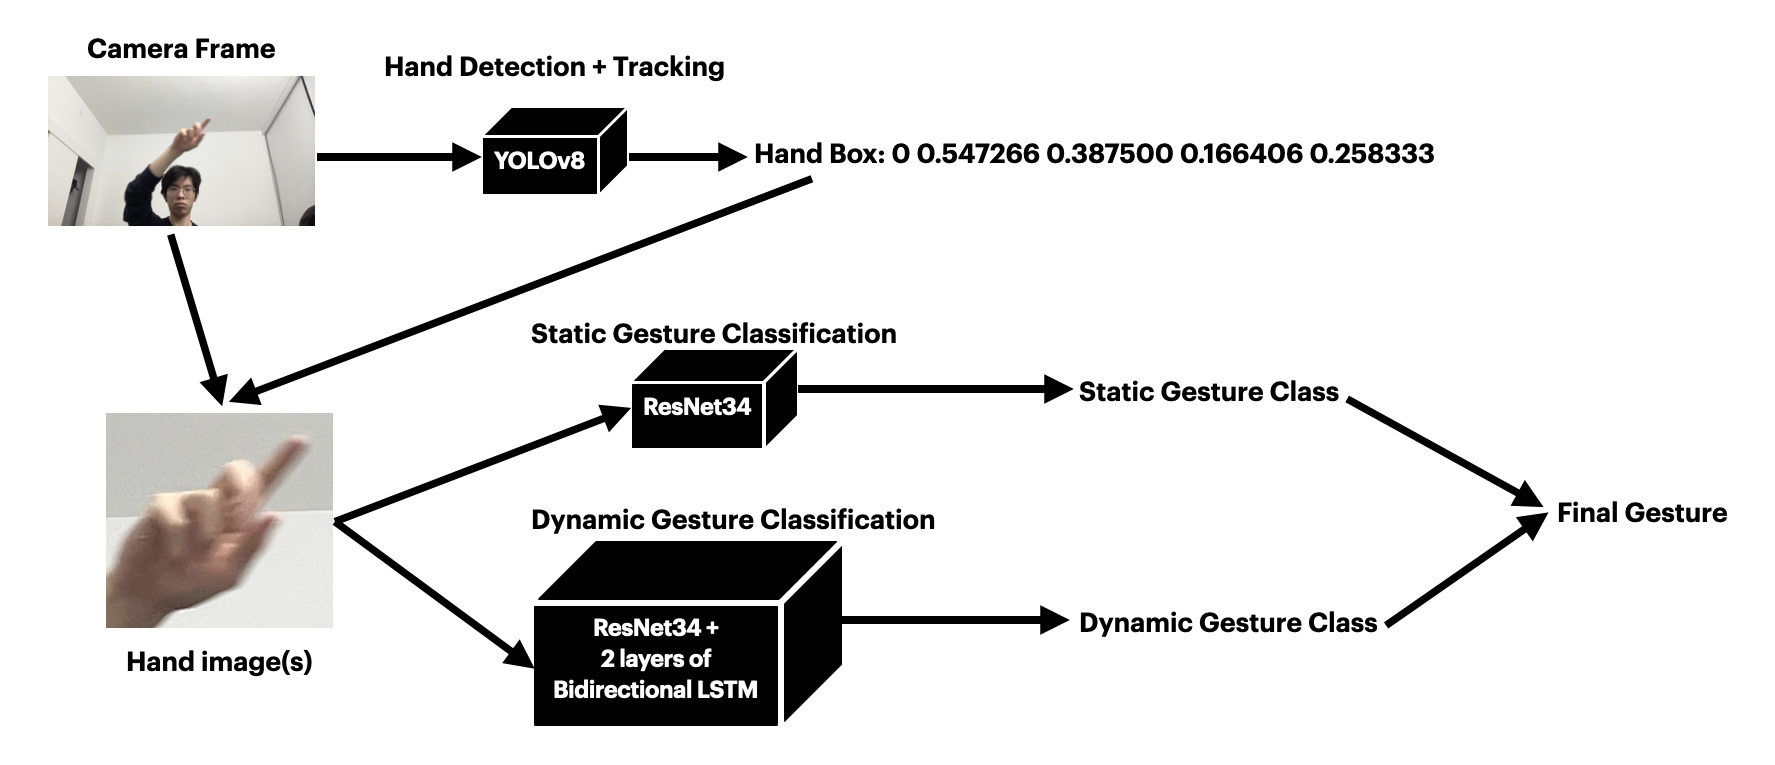 Camera Frame
Hand Detection + Tracking
YOLOv8
Hand Box: 0 0.547266 0.387500 0.166406 0.258333
Static Gesture Classification
ResNet34
Static Gesture Class
Dynamic Gesture Classification
Final Gesture
ResNet34 +
2 layers of
Bidirectional LSTM
Dynamic Gesture Class
Hand image(s)